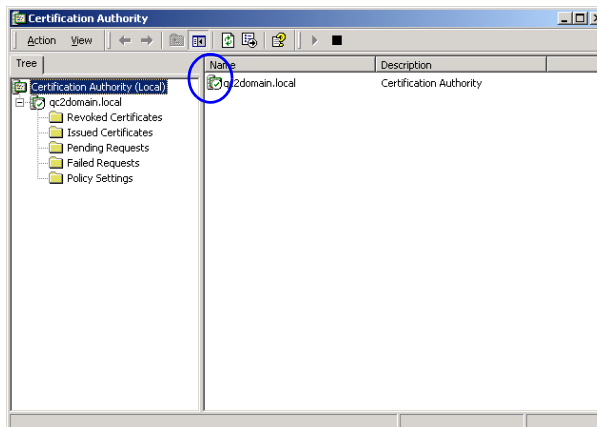 Certification Authority
Action View
Tree
Name Description
Certification Authority (Local)
qc2domain.local Certification Authority
qc2domain.local
Revoked Certificates
Issued Certificates
Pending Requests
Failed Requests
Policy Settings